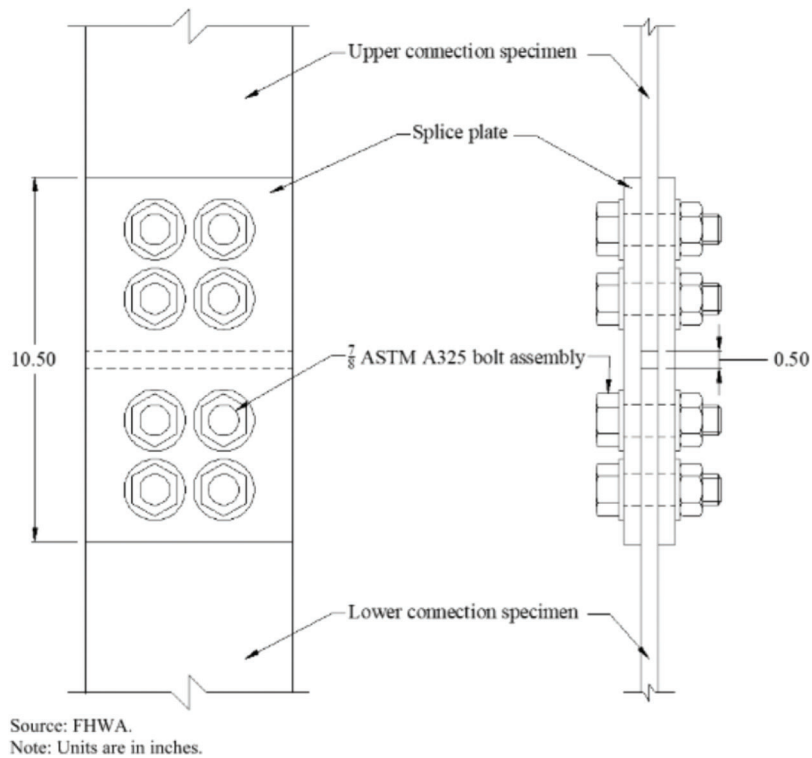 Upper connection specimen
Splice plate
10.50
7/8 ASTM A325 bolt assembly
0.50
Lower connection specimen
Source: FHWA.
Note: Units are in inches.